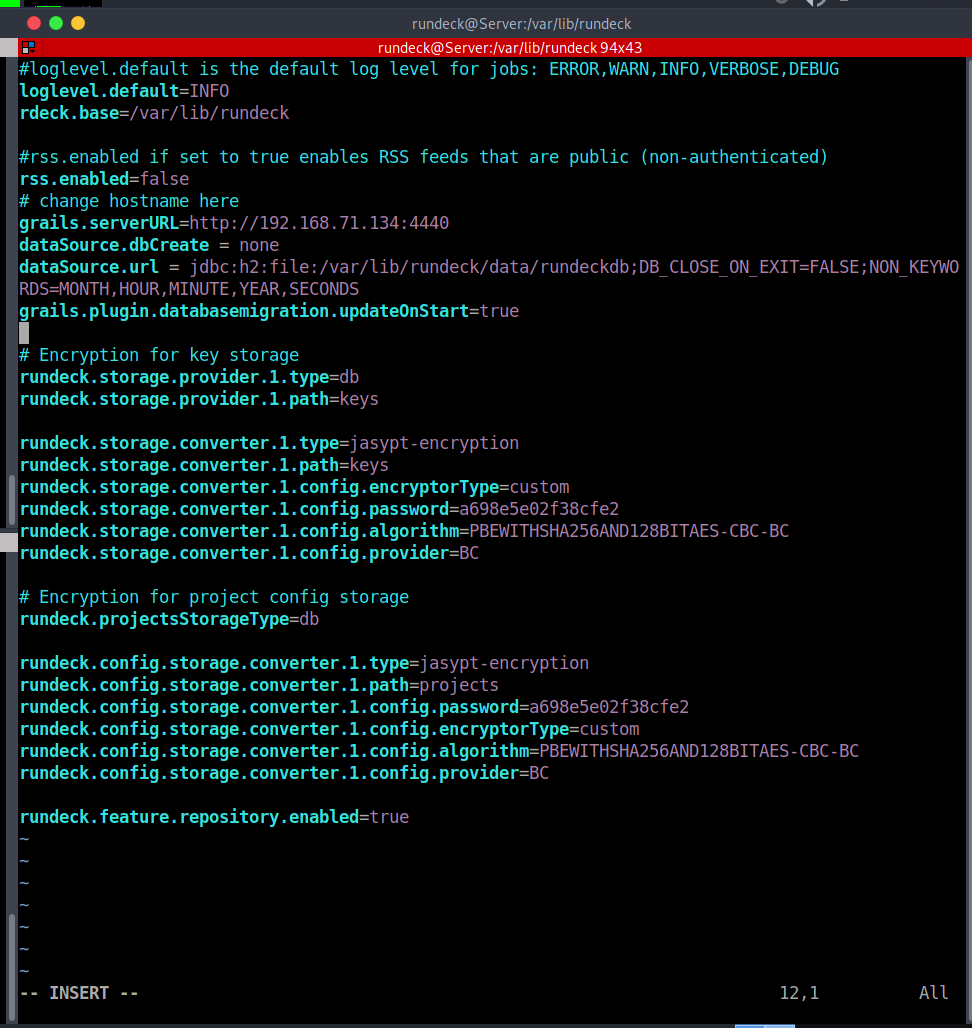 rundeck@Server:/var/lib/rundeck
rundeck@Server:/var/lib/rundeck 94x43
#loglevel.default is the default log level for jobs: ERROR,WARN,INFO,VERBOSE,DEBUG
loglevel.default=INFO
rdeck.base=/var/lib/rundeck
#rss.enabled if set to true enables RSS feeds that are public (non-authenticated)
rss.enabled=false
# change hostname here
grails.serverURL=http://192.168.71.134:4440
dataSource.dbCreate = none
dataSource.url = jdbc:h2:file:/var/lib/rundeck/data/rundeckdb;DB_CLOSE_ON_EXIT=FALSE;NON_KEYWO
RDS=MONTH,HOUR,MINUTE,YEAR,SECONDS
grails.plugin.databasemigration.updateOnStart=true
# Encryption for key storage
rundeck.storage.provider.1.type=db
rundeck.storage.provider.1.path=keys
rundeck.storage.converter.1.type=jasypt-encryption
rundeck.storage.converter.1.path=keys
rundeck.storage.converter.1.config.encryptorType=custom
rundeck.storage.converter.1.config.password=a698e5e02f38cfe2
rundeck.storage.converter.1.config.algorithm=PBEWITHSHA256AND128BITAES-CBC-BC
rundeck.storage.converter.1.config.provider=BC
# Encryption for project config storage
rundeck.projectsStorageType=db
rundeck.config.storage.converter.1.type=jasypt-encryption
rundeck.config.storage.converter.1.path=projects
rundeck.config.storage.converter.1.config.password=a698e5e02f38cfe2
rundeck.config.storage.converter.1.config.encryptorType=custom
rundeck.config.storage.converter.1.config.algorithm=PBEWITHSHA256AND128BITAES-CBC-BC
rundeck.config.storage.converter.1.config.provider=BC
rundeck.feature.repository.enabled=true
~
~
~
~
~
~
~
-- INSERT -- 12,1 All